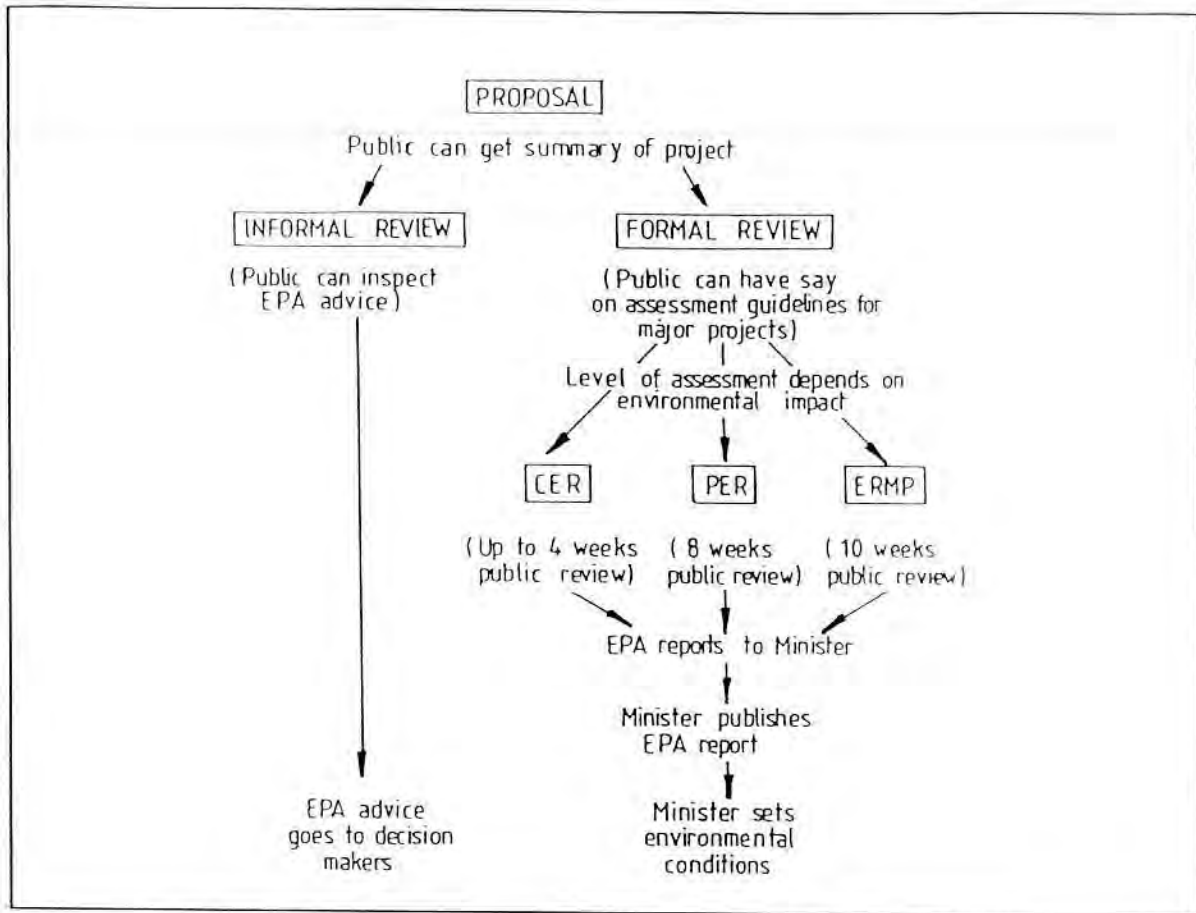 PROPOSAL
Public can get summary of project
INFORMAL REVIEW
(Public can inspect
EPA advice)
FORMAL REVIEW
(Public can have say
on assessment guidelines for
major projects)
Level of assessment depends on
environmental impact
CER
PER
ERMP
(Up to 4 weeks
public review)
(8 weeks
public review)
(10 weeks
public review)
EPA reports to Minister
Minister publishes
EPA report
EPA advice
goes to decision
makers
Minister sets
environmental
conditions